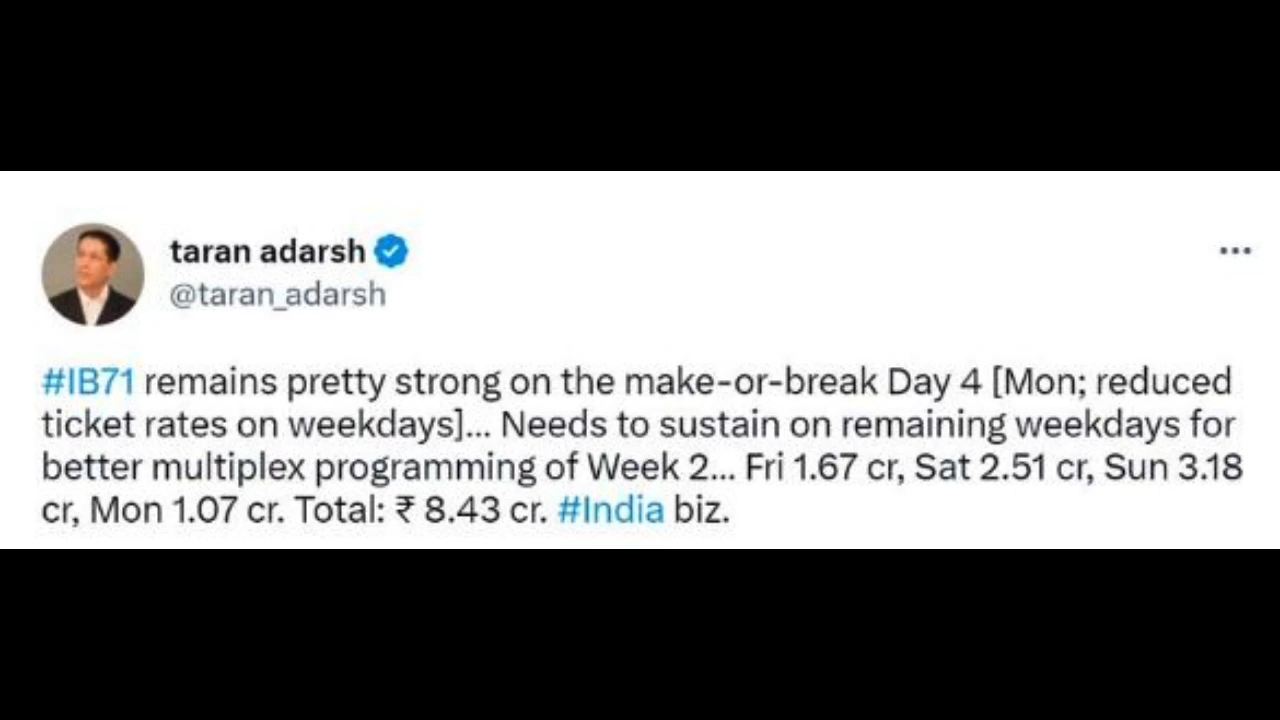 taran adarsh
@taran_adarsh
#IB71 remains pretty strong on the make-or-break Day 4 [Mon; reduced
ticket rates on weekdays]... Needs to sustain on remaining weekdays for
better multiplex programming of Week 2... Fri 1.67 cr, Sat 2.51 cr, Sun 3.18
cr, Mon 1.07 cr. Total: ₹ 8.43 cr. #India biz.